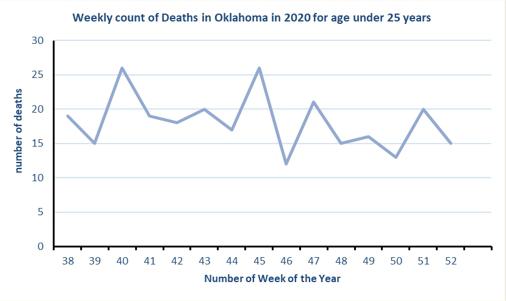 Weekly count of Deaths in Oklahoma in 2020 for age under 25 years
30
25
20
15
10
5
0
number of deaths
38 39 40 41 42 43 44 45 46 47 48 49 50 51 52
Number of Week of the Year